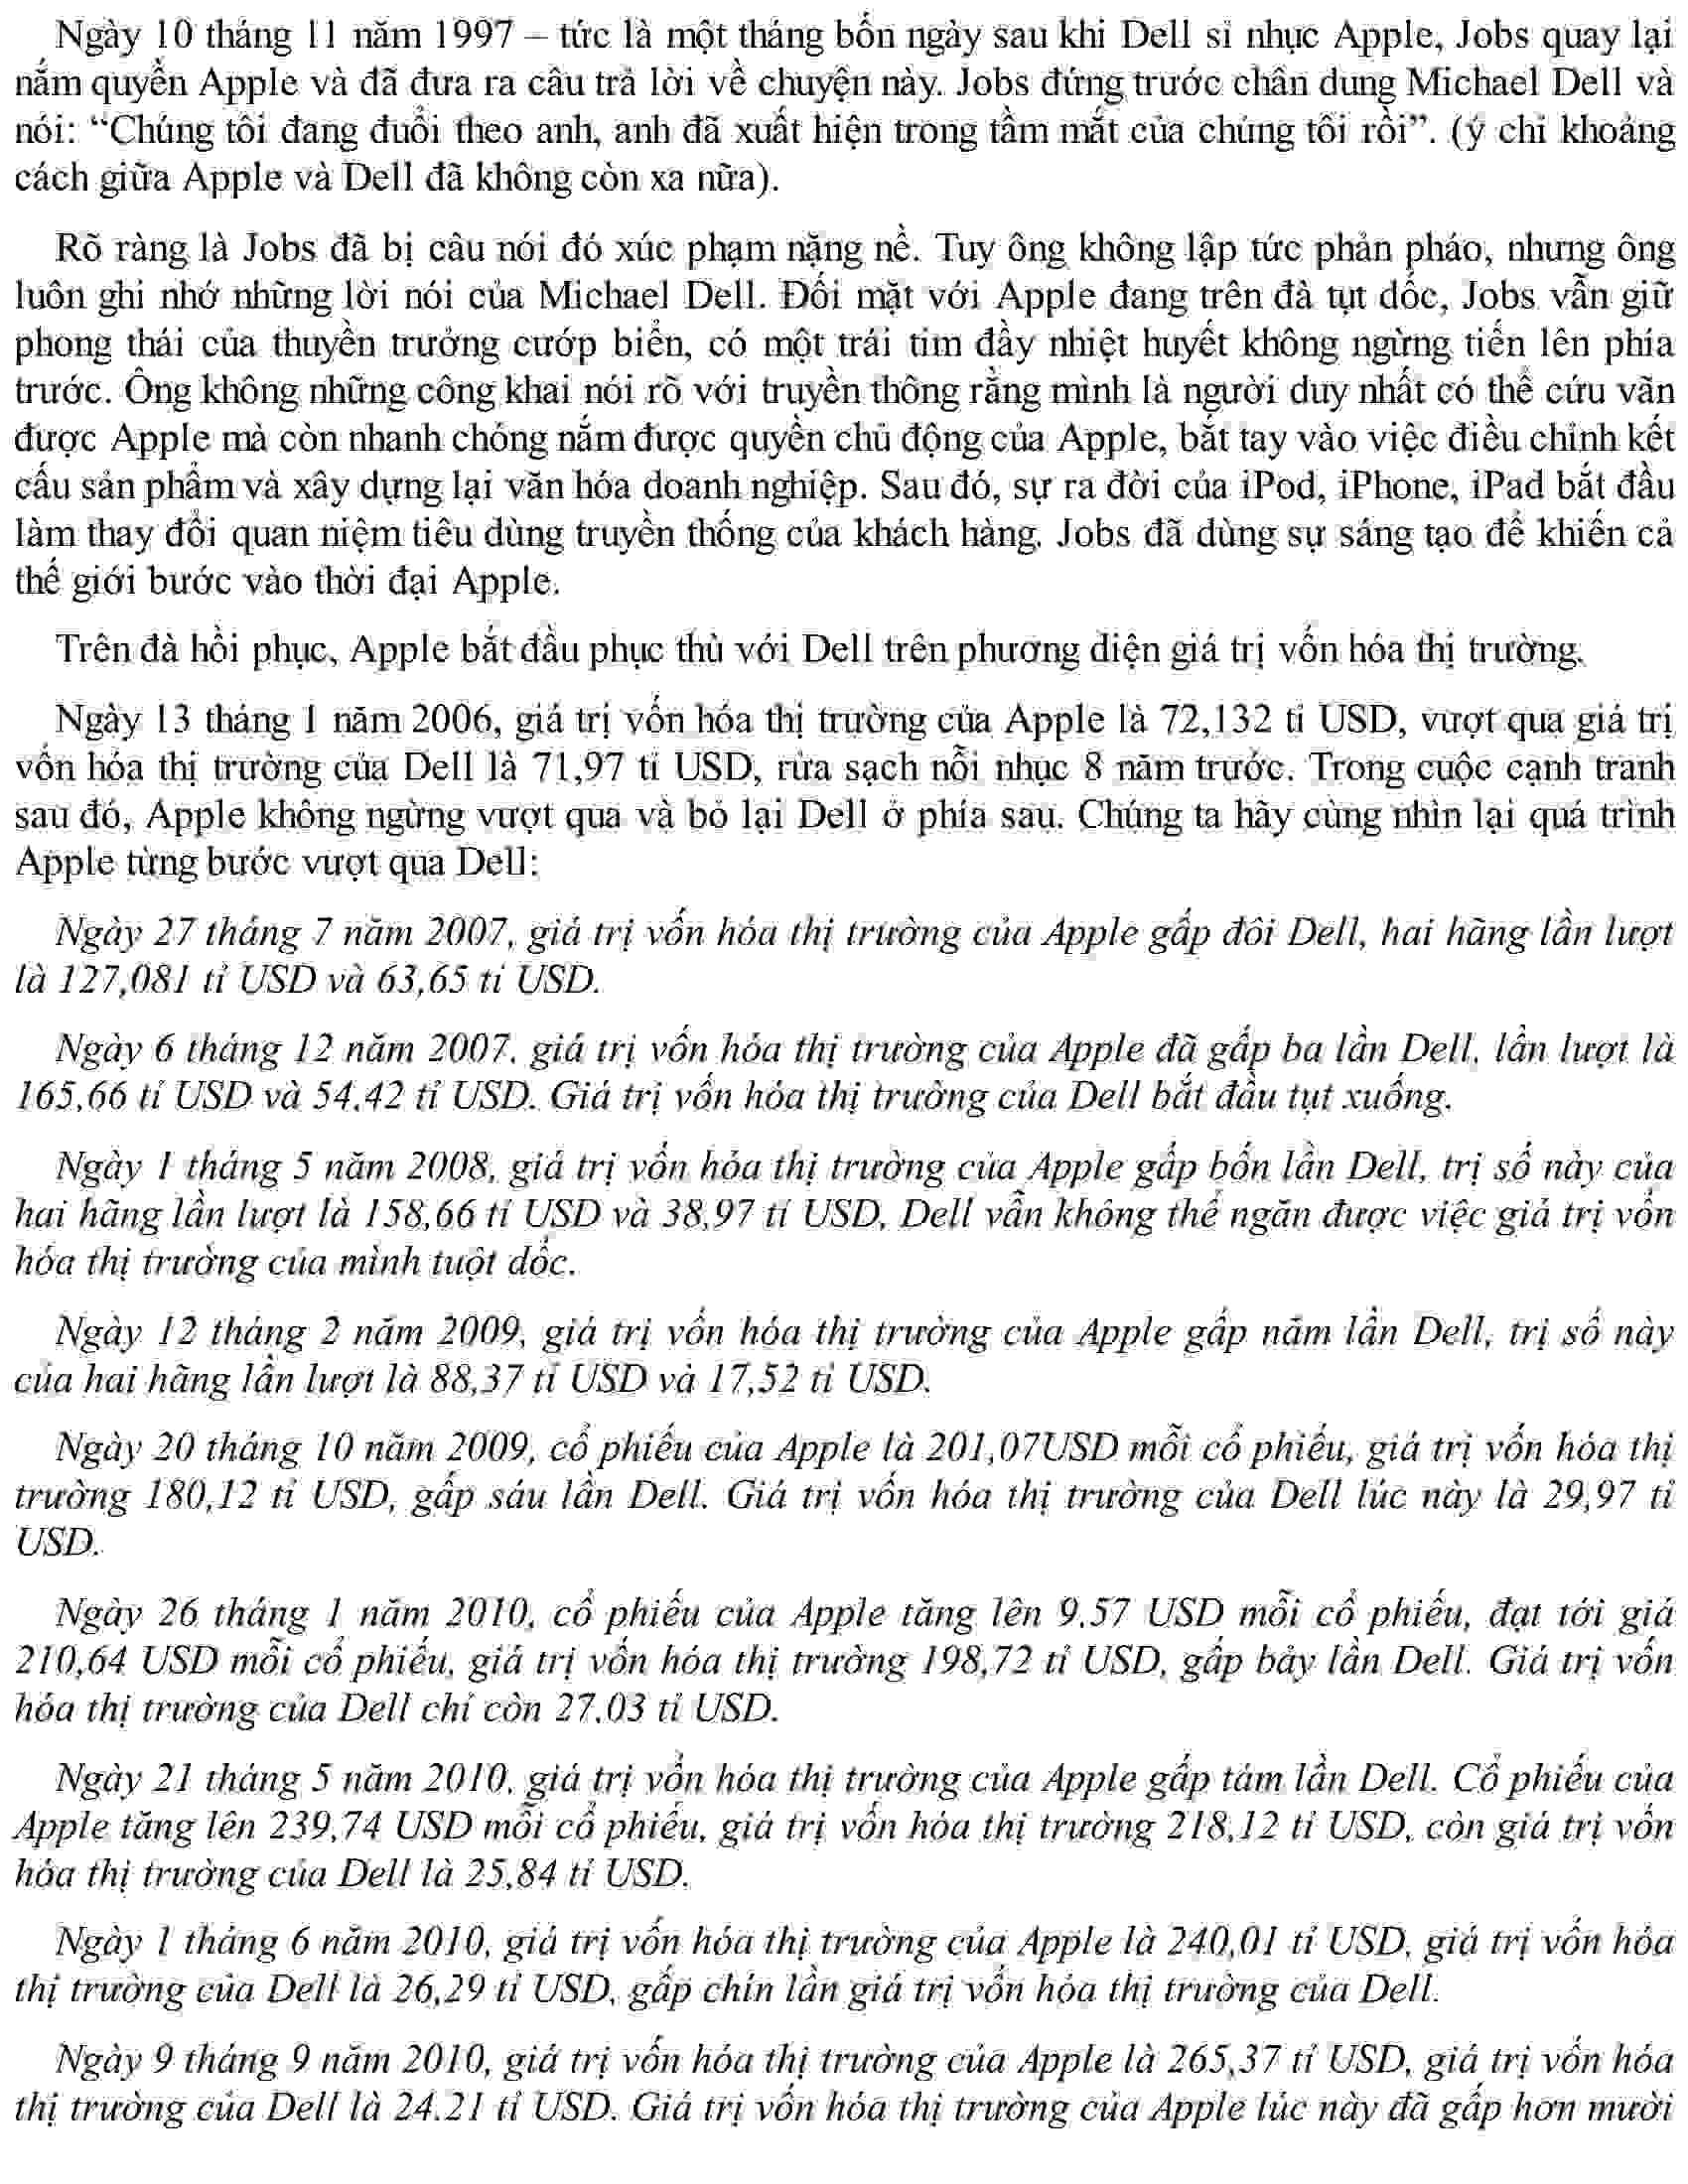 Ngày 10 tháng 11 năm 1997 – tức là một tháng bốn ngày sau khi Dell sỉ nhục Apple, Jobs quay lại
nắm quyền Apple và đã đưa ra câu trả lời về chuyện này. Jobs đứng trước chân dung Michael Dell và
nói: “Chúng tôi đang đuổi theo anh, anh đã xuất hiện trong tầm mắt của chúng tôi rồi”. (ý chỉ khoảng
cách giữa Apple và Dell đã không còn xa nữa).
Rõ ràng là Jobs đã bị câu nói đó xúc phạm nặng nề. Tuy ông không lập tức phản pháo, nhưng ông
luôn ghi nhớ những lời nói của Michael Dell. Đối mặt với Apple đang trên đà tụt dốc, Jobs vẫn giữ
phong thái của thuyền trưởng cướp biển, có một trái tim đầy nhiệt huyết không ngừng tiến lên phía
trước. Ông không những công khai nói rõ với truyền thông rằng mình là người duy nhất có thể cứu vãn
được Apple mà còn nhanh chóng nắm được quyền chủ động của Apple, bắt tay vào việc điều chỉnh kết
cấu sản phẩm và xây dựng lại văn hóa doanh nghiệp. Sau đó, sự ra đời của iPod, iPhone, iPad bắt đầu
làm thay đổi quan niệm tiêu dùng truyền thống của khách hàng. Jobs đã dùng sự sáng tạo để khiến cả
thế giới bước vào thời đại Apple.
Trên đà hồi phục, Apple bắt đầu phục thù với Dell trên phương diện giá trị vốn hóa thị trường.
Ngày 13 tháng 1 năm 2006, giá trị vốn hóa thị trường của Apple là 72,132 tỉ USD, vượt qua giá trị
vốn hóa thị trường của Dell là 71,97 tỉ USD, rửa sạch nỗi nhục 8 năm trước. Trong cuộc cạnh tranh
sau đó, Apple không ngừng vượt qua và bỏ lại Dell ở phía sau. Chúng ta hãy cùng nhìn lại quá trình
Apple từng bước vượt qua Dell:
Ngày 27 tháng 7 năm 2007, giá trị vốn hóa thị trường của Apple gấp đôi Dell, hai hãng lần lượt
là 127,081 tỉ USD và 63,65 tỉ USD.
Ngày 6 tháng 12 năm 2007, giá trị vốn hóa thị trường của Apple đã gấp ba lần Dell, lần lượt là
165,66 tỉ USD và 54,42 tỉ USD. Giá trị vốn hóa thị trường của Dell bắt đầu tụt xuống.
Ngày 1 tháng 5 năm 2008, giá trị vốn hóa thị trường của Apple gấp bốn lần Dell, trị số này của
hai hãng lần lượt là 158,66 tỉ USD và 38,97 tỉ USD, Dell vẫn không thể ngăn được việc giá trị vốn
hóa thị trường của mình tuột dốc.
Ngày 12 tháng 2 năm 2009, giá trị vốn hóa thị trường của Apple gấp năm lần Dell, trị số này
của hai hãng lần lượt là 88,37 tỉ USD và 17,52 tỉ USD.
Ngày 20 tháng 10 năm 2009, cổ phiếu của Apple là 201,07USD mỗi cổ phiếu, giá trị vốn hóa thị
trường 180,12 tỉ USD, gấp sáu lần Dell. Giá trị vốn hóa thị trường của Dell lúc này là 29,97 tỉ
USD.
Ngày 26 tháng 1 năm 2010, cổ phiếu của Apple tăng lên 9.57 USD mỗi cổ phiếu, đạt tới giá
210,64 USD mỗi cổ phiếu, giá trị vốn hóa thị trường 198,72 tỉ USD, gấp bảy lần Dell. Giá trị vốn
hóa thị trường của Dell chỉ còn 27.03 tỉ USD.
Ngày 21 tháng 5 năm 2010, giá trị vốn hóa thị trường của Apple gấp tám lần Dell. Cổ phiếu của
Apple tăng lên 239,74 USD mỗi cổ phiếu, giá trị vốn hóa thị trường 218,12 tỉ USD, còn giá trị vốn
hóa thị trường của Dell là 25,84 tỉ USD.
Ngày 1 tháng 6 năm 2010, giá trị vốn hóa thị trường của Apple là 240,01 tỉ USD, giá trị vốn hóa
thị trường của Dell là 26,29 tỉ USD, gấp chín lần giá trị vốn hóa thị trường của Dell.
Ngày 9 tháng 9 năm 2010, giá trị vốn hóa thị trường của Apple là 265,37 tỉ USD, giá trị vốn hóa
thị trường của Dell là 24.21 tỉ USD. Giá trị vốn hóa thị trường của Apple lúc này đã gấp hơn mười